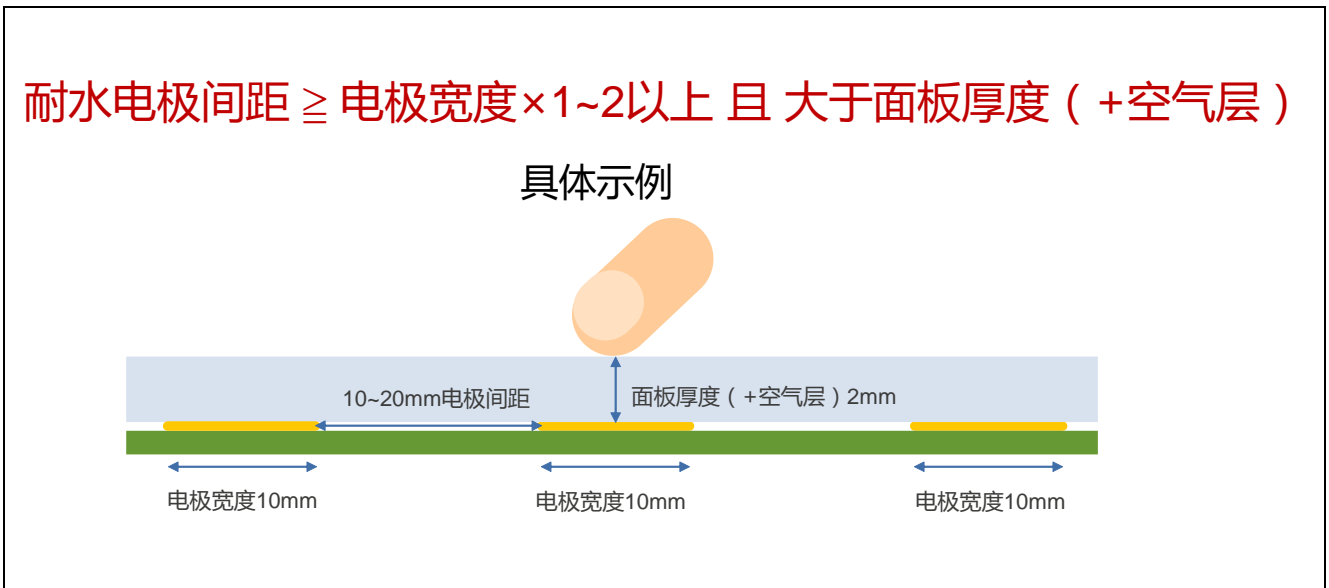 耐水电极间距 ≧ 电极宽度×1~2以上 且 大于面板厚度（+空气层）
具体示例
10~20mm电极间距
面板厚度（+空气层）2mm
电极宽度10mm
电极宽度10mm
电极宽度10mm